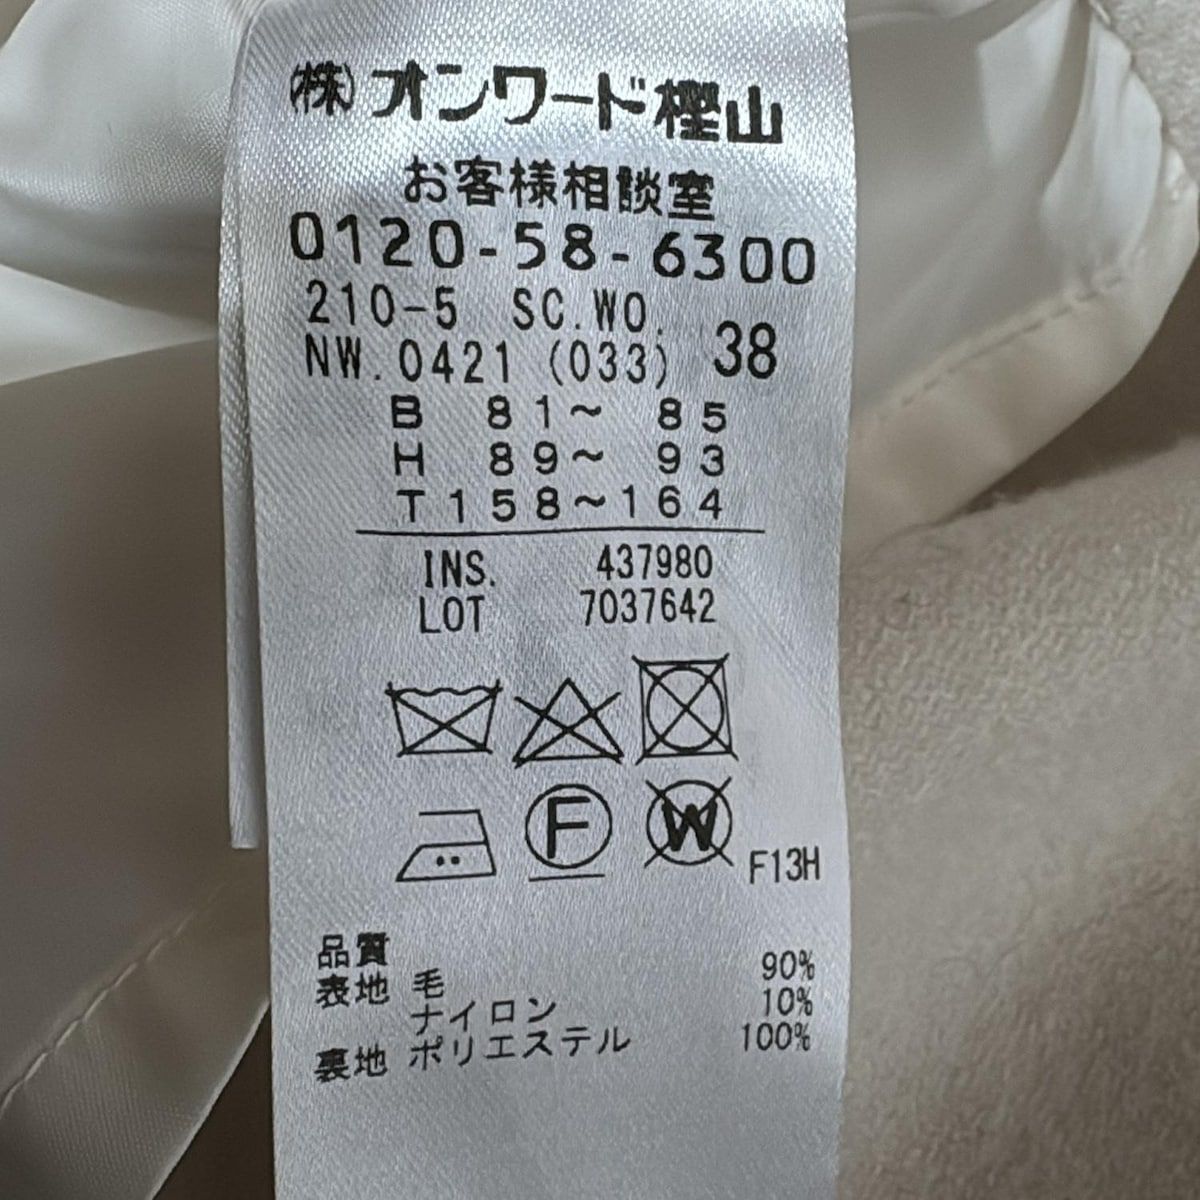 (株)オンワード樫山
お客様相談室
0120-58-6300
210-5 SC.WO.
NW.0421 (033) 38
B 81~ 85
H 89~ 93
T158~164
INS. 437980
LOT 7037642
F
W
F13H
品質
表地 毛 90%
ナイロン 10%
裏地 ポリエステル 100%